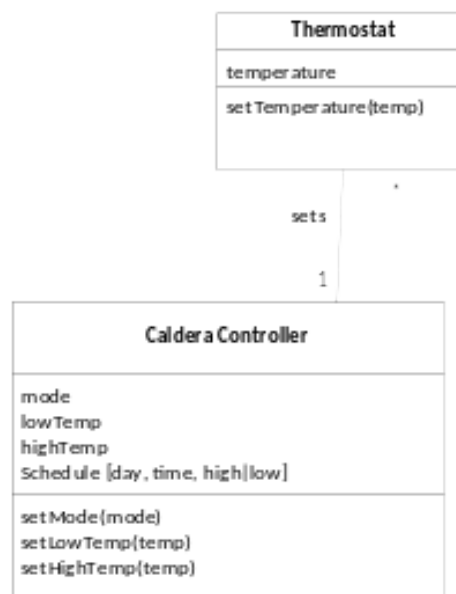 Thermostat
temperature
setTemperature(temp)
*
sets
1
Caldera Controller
mode
lowTemp
highTemp
Schedule [day, time, high|low]
setMode(mode)
setLowTemp(temp)
setHighTemp(temp)